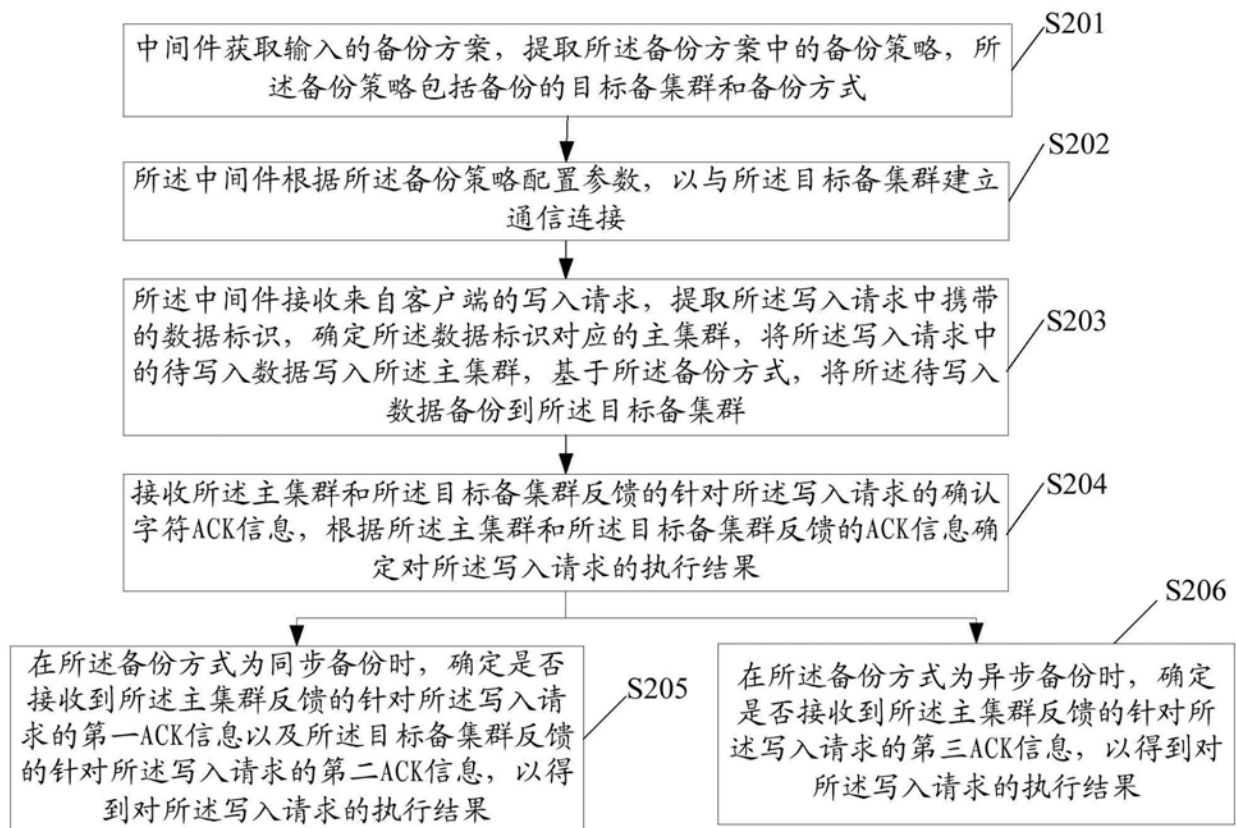 S201
中间件获取输入的备份方案，提取所述备份方案中的备份策略，所
述备份策略包括备份的目标备集群和备份方式
S202
所述中间件根据所述备份策略配置参数，以与所述目标备集群建立
通信连接
S203
所述中间件接收来自客户端的写入请求，提取所述写入请求中携带
的数据标识，确定所述数据标识对应的主集群，将所述写入请求中
的待写入数据写入所述主集群，基于所述备份方式，将所述待写入
数据备份到所述目标备集群
S204
接收所述主集群和所述目标备集群反馈的针对所述写入请求的确认
字符ACK信息，根据所述主集群和所述目标备集群反馈的ACK信息确
定对所述写入请求的执行结果
S205
在所述备份方式为同步备份时，确定是否
接收到所述主集群反馈的针对所述写入请
求的第一ACK信息以及所述目标备集群反馈
的针对所述写入请求的第二ACK信息，以得
到对所述写入请求的执行结果
S206
在所述备份方式为异步备份时，确定
是否接收到所述主集群反馈的针对所
述写入请求的第三ACK信息，以得到对
所述写入请求的执行结果